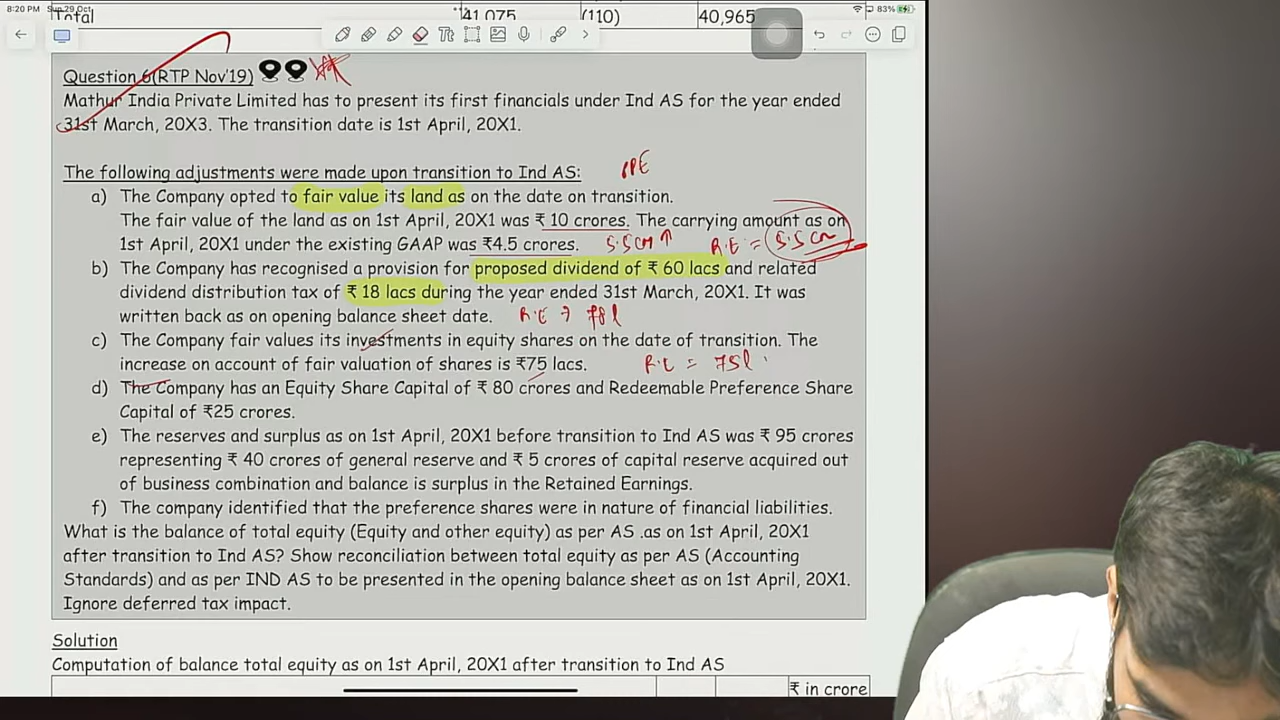 8:20 PM Sun 29 Oct
83%
Total 41,075 (110) 40,965
Question 6(RTP Nov'19)
Mathur India Private Limited has to present its first financials under Ind AS for the year ended
31st March, 20X3. The transition date is 1st April, 20X1.
The following adjustments were made upon transition to Ind AS: PPE
a) The Company opted to fair value its land as on the date on transition.
The fair value of the land as on 1st April, 20X1 was ₹ 10 crores. The carrying amount as on
1st April, 20X1 under the existing GAAP was ₹4.5 crores. 5.5 cr ↑ R.E = 5.5 cr
b) The Company has recognised a provision for proposed dividend of ₹ 60 lacs and related
dividend distribution tax of ₹ 18 lacs during the year ended 31st March, 20X1. It was
written back as on opening balance sheet date. R.E → 78 l
c) The Company fair values its investments in equity shares on the date of transition. The
increase on account of fair valuation of shares is ₹75 lacs. R.E = 75 l
d) The Company has an Equity Share Capital of ₹ 80 crores and Redeemable Preference Share
Capital of ₹25 crores.
e) The reserves and surplus as on 1st April, 20X1 before transition to Ind AS was ₹ 95 crores
representing ₹ 40 crores of general reserve and ₹ 5 crores of capital reserve acquired out
of business combination and balance is surplus in the Retained Earnings.
f) The company identified that the preference shares were in nature of financial liabilities.
What is the balance of total equity (Equity and other equity) as per AS .as on 1st April, 20X1
after transition to Ind AS? Show reconciliation between total equity as per AS (Accounting
Standards) and as per IND AS to be presented in the opening balance sheet as on 1st April, 20X1.
Ignore deferred tax impact.
Solution
Computation of balance total equity as on 1st April, 20X1 after transition to Ind AS
₹ in crore